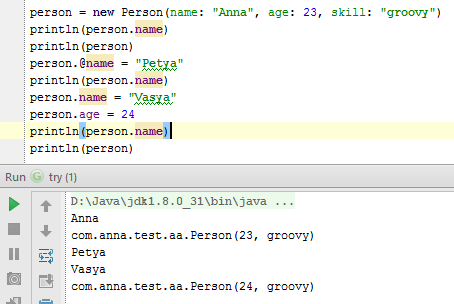 person = new Person(name: "Anna", age: 23, skill: "groovy")
println(person.name)
println(person)
person.@name = "Petya"
println(person.name)
person.name = "Vasya"
person.age = 24
println(person.name)
println(person)
Run G try (1)
D:\Java\jdk1.8.0_31\bin\java ...
Anna
com.anna.test.aa.Person(23, groovy)
Petya
Vasya
com.anna.test.aa.Person(24, groovy)